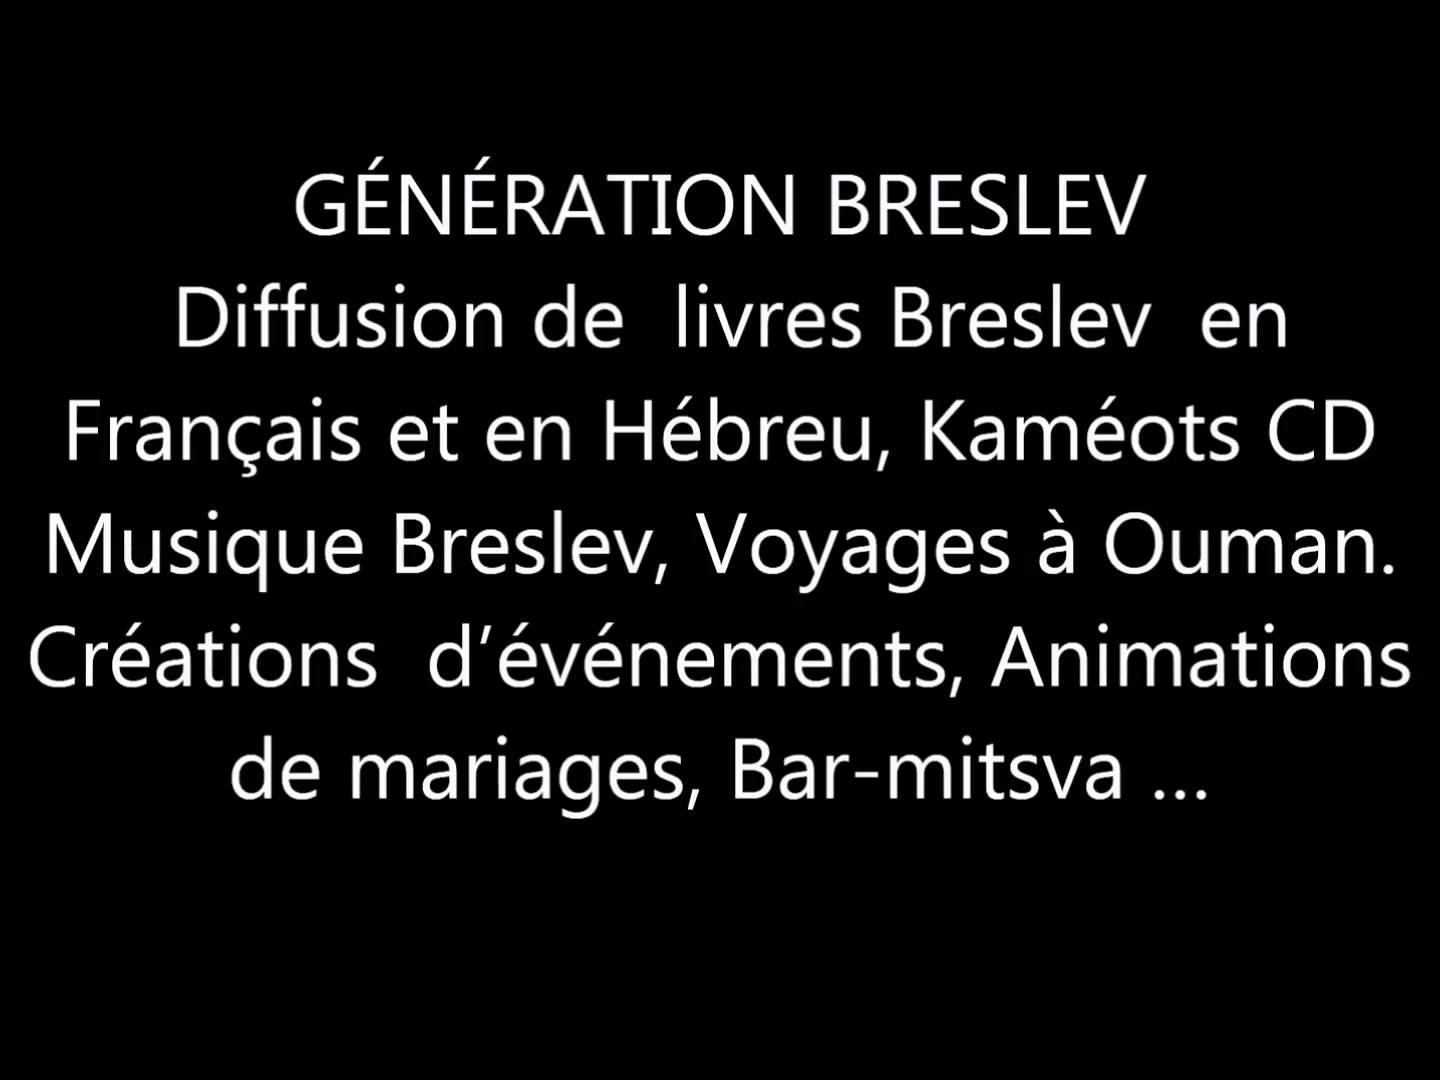 GÉNÉRATION BRESLEV
Diffusion de  livres Breslev  en
Français et en Hébreu, Kaméots CD
Musique Breslev, Voyages à Ouman.
Créations  d’événements, Animations
de mariages, Bar-mitsva ...